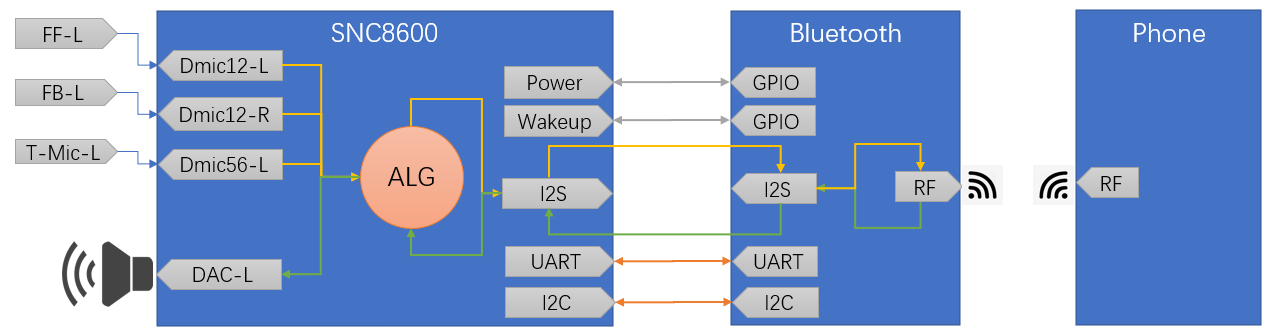 SNC8600
Bluetooth
Phone
FF-L
FB-L
T-Mic-L
Dmic12-L
Dmic12-R
Dmic56-L
DAC-L
ALG
Power
Wakeup
I2S
UART
I2C
GPIO
GPIO
I2S
UART
I2C
RF
RF